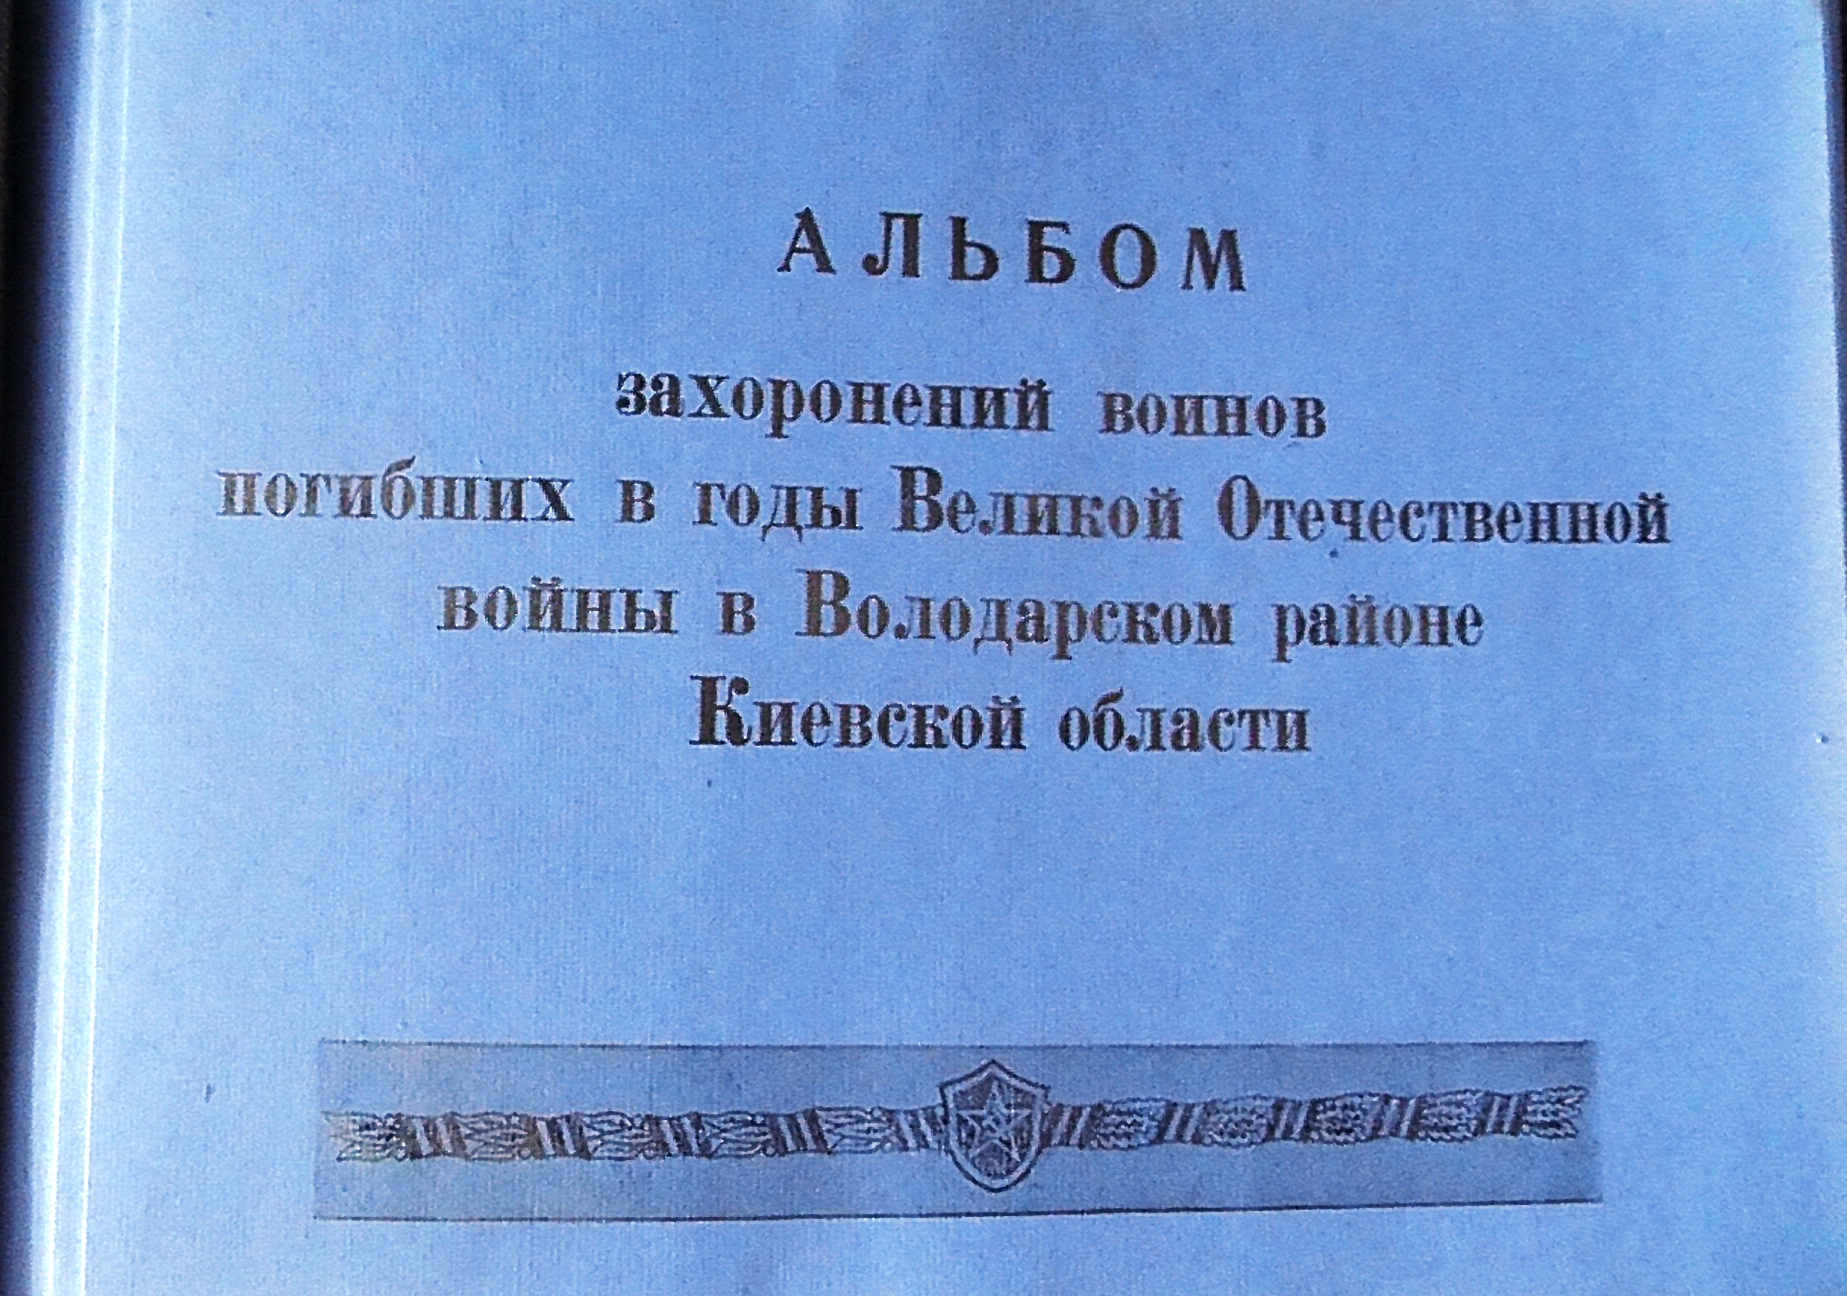 АЛЬБОМ
захоронений воинов
погибших в годы Великой Отечественной
войны в Володарском районе
Киевской области